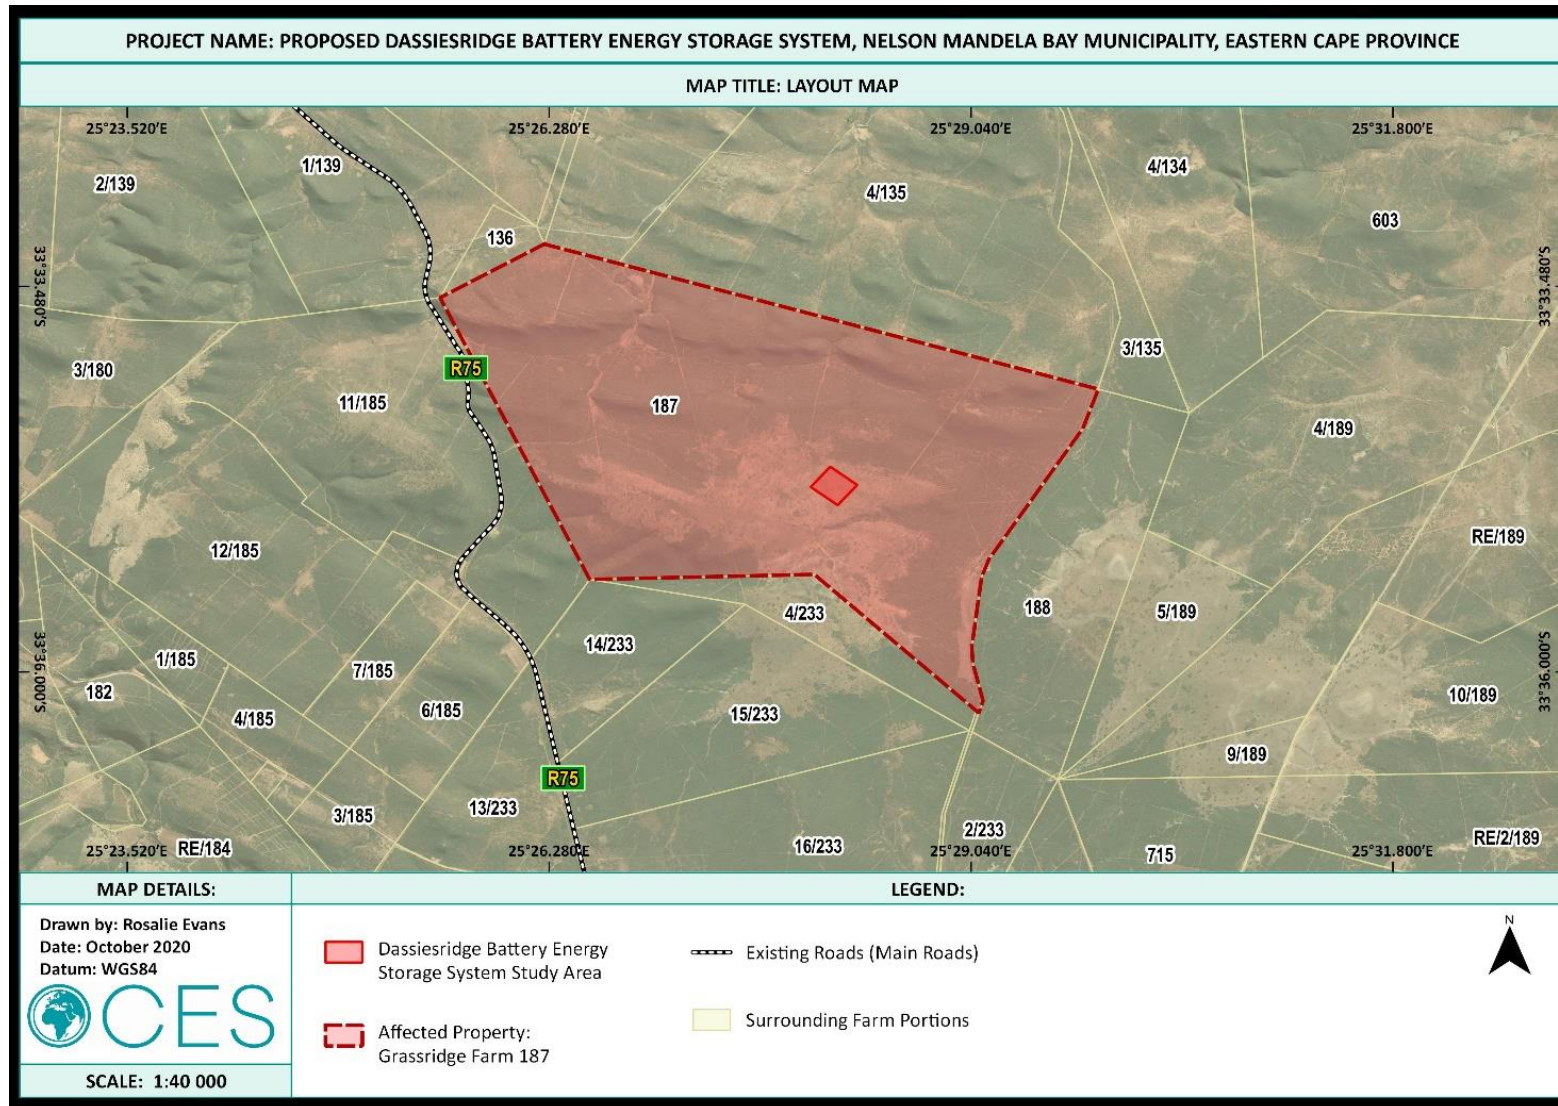 PROJECT NAME: PROPOSED DASSIESRIDGE BATTERY ENERGY STORAGE SYSTEM, NELSON MANDELA BAY MUNICIPALITY, EASTERN CAPE PROVINCE
MAP TITLE: LAYOUT MAP
25°23.520'E 25°26.280'E 25°29.040'E 25°31.800'E
1/139 4/134
2/139 4/135
603
136
33°33.480'S 33°33.480'S
3/135
3/180 R75
11/185 187
4/189
RE/189
12/185
188 5/189
4/233
14/233
33°36.000'S 33°36.000'S
1/185 7/185
182 10/189
4/185 6/185 15/233
9/189
R75
3/185 13/233
2/233
RE/184 16/233 715 RE/2/189
25°23.520'E 25°26.280'E 25°29.040'E 25°31.800'E
MAP DETAILS:
Drawn by: Rosalie Evans
Date: October 2020
Datum: WGS84
CES
SCALE: 1:40 000
LEGEND:
Dassiesridge Battery Energy
Storage System Study Area
Affected Property:
Grassridge Farm 187
Existing Roads (Main Roads)
Surrounding Farm Portions
N